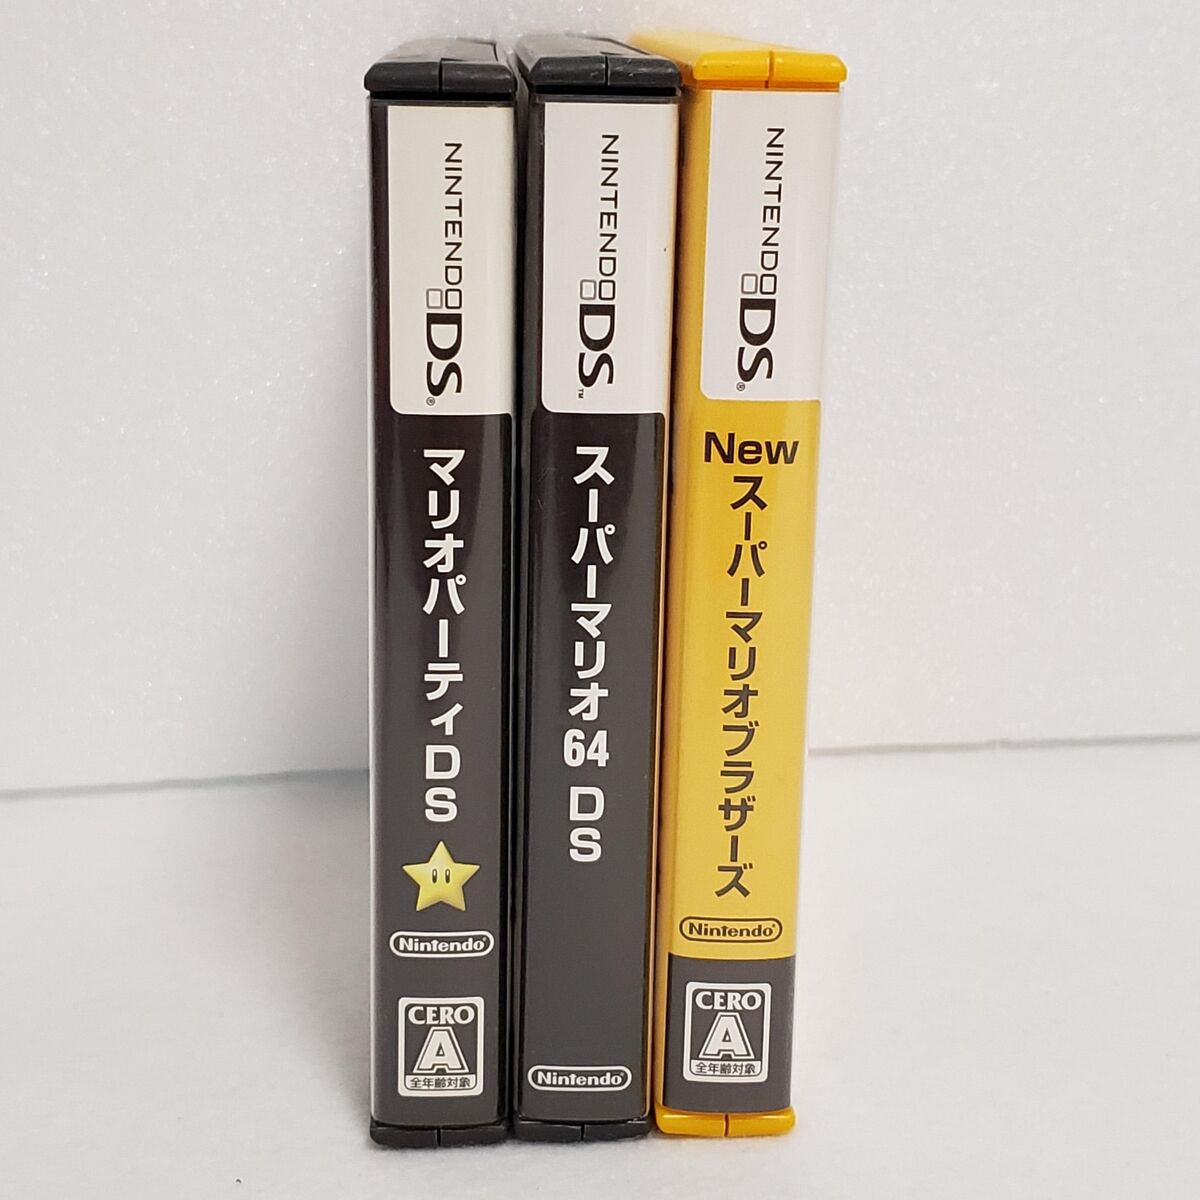 NINTENDO DS®
マリオパーティDS
Nintendo®
CERO
A
全年齢対象
NINTENDO DS™
スーパーマリオ64 DS
Nintendo®
NINTENDO DS®
New
スーパーマリオブラザーズ
Nintendo®
CERO
A
全年齢対象